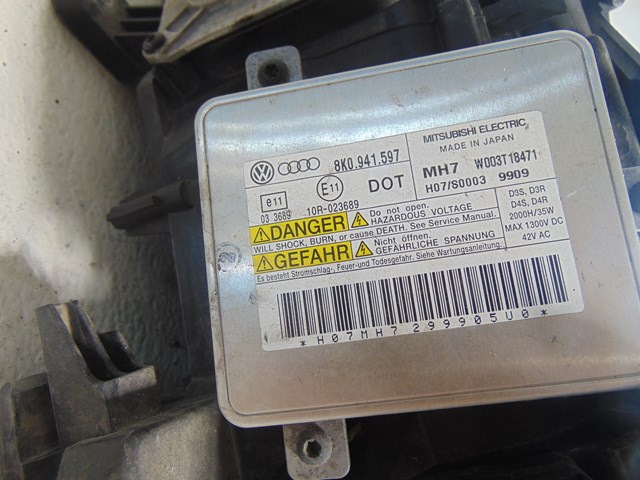 8K0.941.597
MITSUBISHI ELECTRIC
MADE IN JAPAN
MH7 W003T18471
H07/S0003 9909
e11
03 3689
E11
10R-023689
DOT
DANGER
Do not open.
HAZARDOUS VOLTAGE
WILL SHOCK, BURN, or cause DEATH. See Service Manual.
GEFAHR
Nicht öffnen.
GEFÄHRLICHE SPANNUNG
Es besteht Stromschlag-, Feuer-und Todesgefahr. Siehe Wartungsanleitung.
D3S, D3R
D4S, D4R
2000H/35W
MAX 1300V DC
42V AC
*H07MH7299905U0*